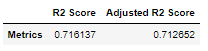 R2 Score Adjusted R2 Score
Metrics 0.716137 0.712652